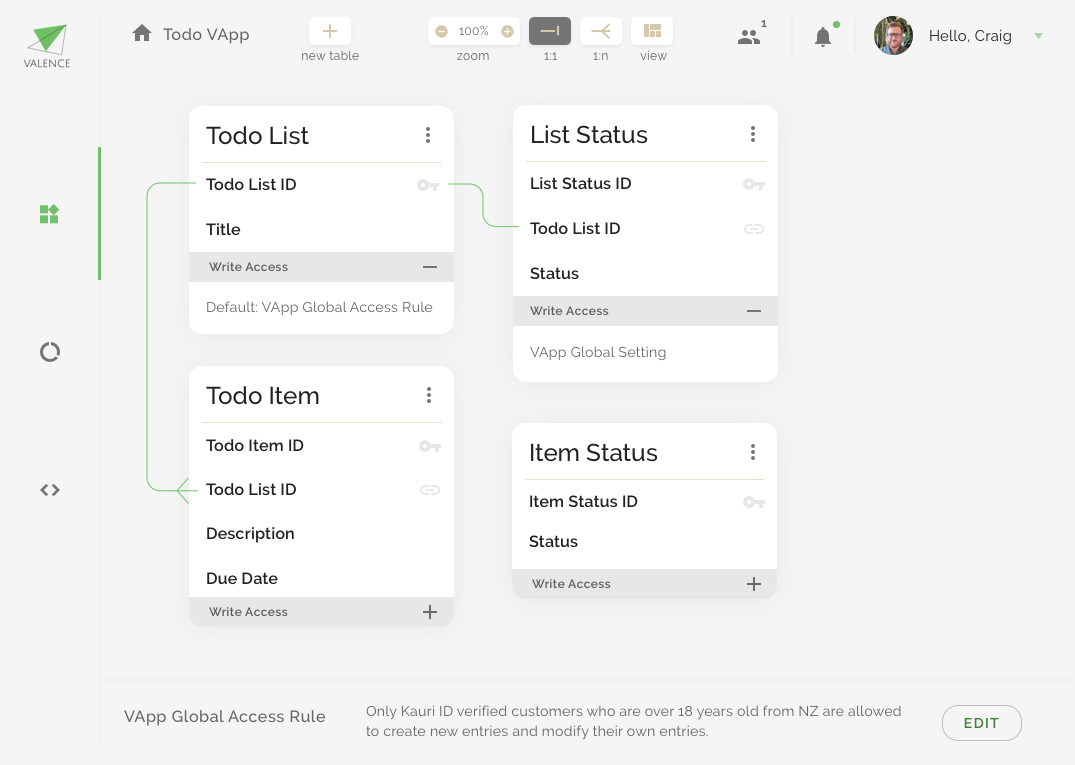 VALENCE
Todo VApp
new table
100%
zoom
1:1
1:n
view
1
Hello, Craig
Todo List
Todo List ID
Title
Write Access
Default: VApp Global Access Rule
List Status
List Status ID
Todo List ID
Status
Write Access
VApp Global Setting
Todo Item
Todo Item ID
Todo List ID
Description
Due Date
Write Access
Item Status
Item Status ID
Status
Write Access
VApp Global Access Rule
Only Kauri ID verified customers who are over 18 years old from NZ are allowed
to create new entries and modify their own entries.
EDIT